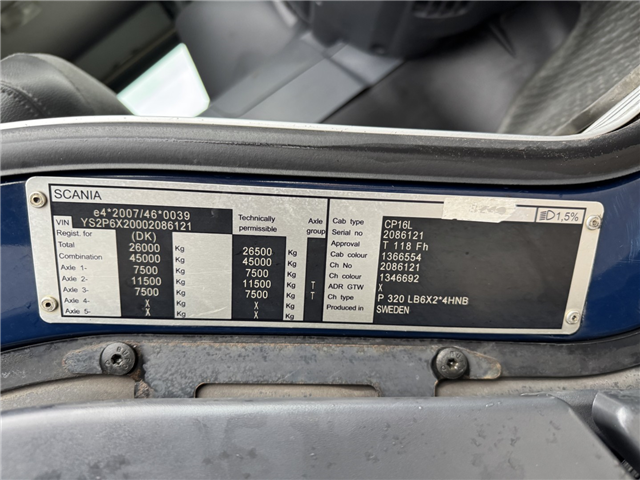 SCANIA
e4*2007/46*0039
VIN YS2P6X20002086121
Regist. for (DK)
Total 26000 Kg
Combination 45000 Kg
Axle 1- 7500 Kg
Axle 2- 11500 Kg
Axle 3- 7500 Kg
Axle 4- X Kg
Axle 5- X Kg
Technically permissible
Axle group
26500 Kg
45000 Kg
7500 Kg
11500 Kg T
7500 Kg T
X Kg
X Kg
1,5%
Cab type CP16L
Serial no 2086121
Approval T 118 Fh
Cab colour 1366554
Ch No 2086121
Ch colour 1346692
ADR GTW X
Ch type P 320 LB6X2*4HNB
Produced in SWEDEN